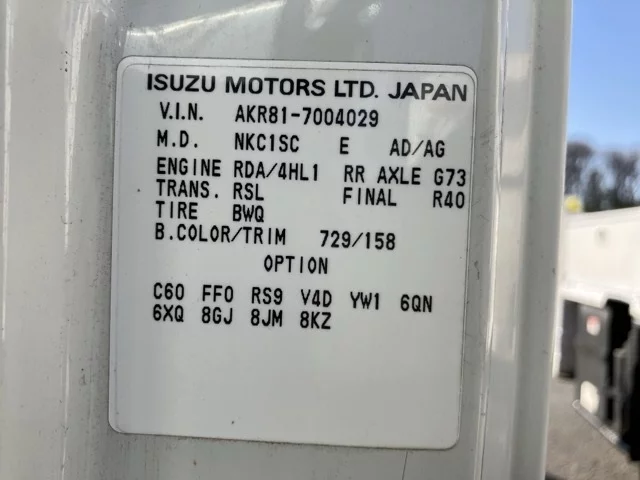 ISUZU MOTORS LTD. JAPAN
V.I.N. AKR81-7004029
M.D. NKC1SC E AD/AG
ENGINE RDA/4HL1 RR AXLE G73
TRANS. RSL FINAL R40
TIRE BWQ
B.COLOR/TRIM 729/158
OPTION
C60 FF0 RS9 V4D YW1 6QN
6XQ 8GJ 8JM 8KZ